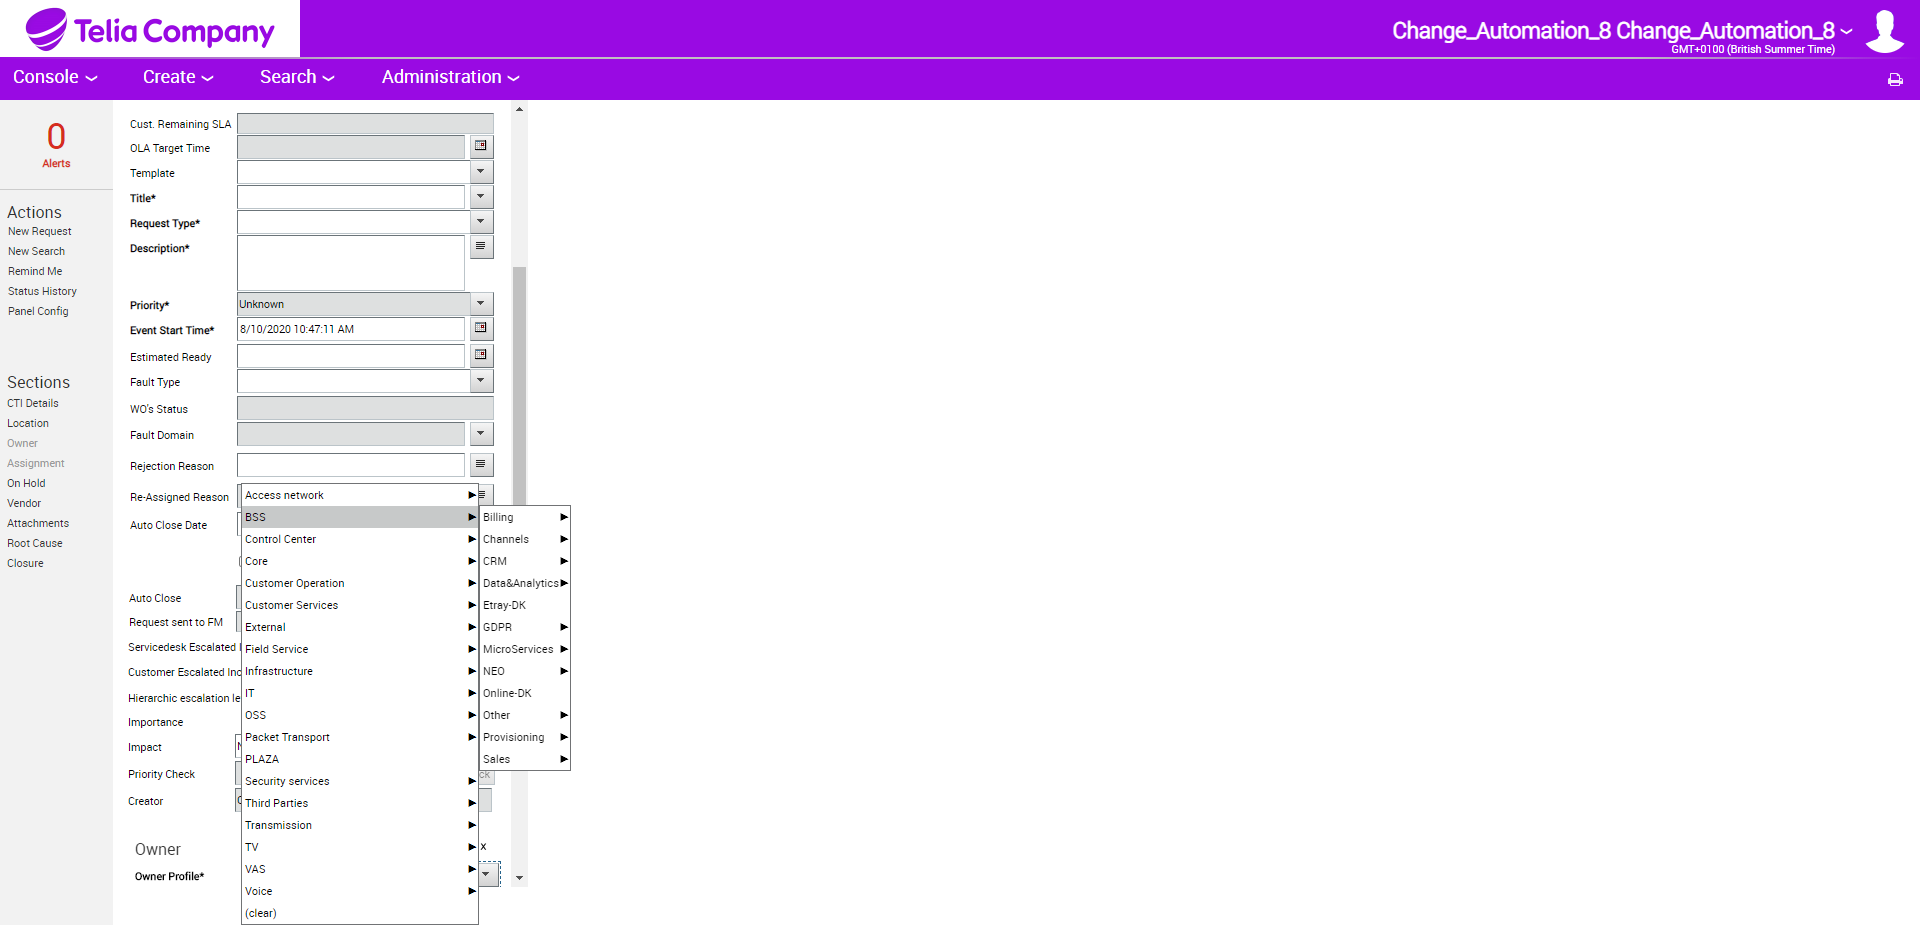 Telia Company
Change_Automation_8 Change_Automation_8
GMT+0100 (British Summer Time)
Console
Create
Search
Administration
0
Alerts
Actions
New Request
New Search
Remind Me
Status History
Panel Config
Sections
CTI Details
Location
Owner
Assignment
On Hold
Vendor
Attachments
Root Cause
Closure
Cust. Remaining SLA
OLA Target Time
Template
Title*
Request Type*
Description*
Priority* Unknown
Event Start Time* 8/10/2020 10:47:11 AM
Estimated Ready
Fault Type
WO's Status
Fault Domain
Rejection Reason
Re-Assigned Reason
Auto Close Date
Auto Close
Request sent to FM
Servicedesk Escalated
Customer Escalated Inc
Hierarchic escalation le
Importance
Impact
Priority Check
Creator
Owner
x
Owner Profile*
Access network
BSS
Control Center
Core
Customer Operation
Customer Services
External
Field Service
Infrastructure
IT
OSS
Packet Transport
PLAZA
Security services
Third Parties
Transmission
TV
VAS
Voice
(clear)
Billing
Channels
CRM
Data&Analytics
Etray-DK
GDPR
MicroServices
NEO
Online-DK
Other
Provisioning
Sales
ck